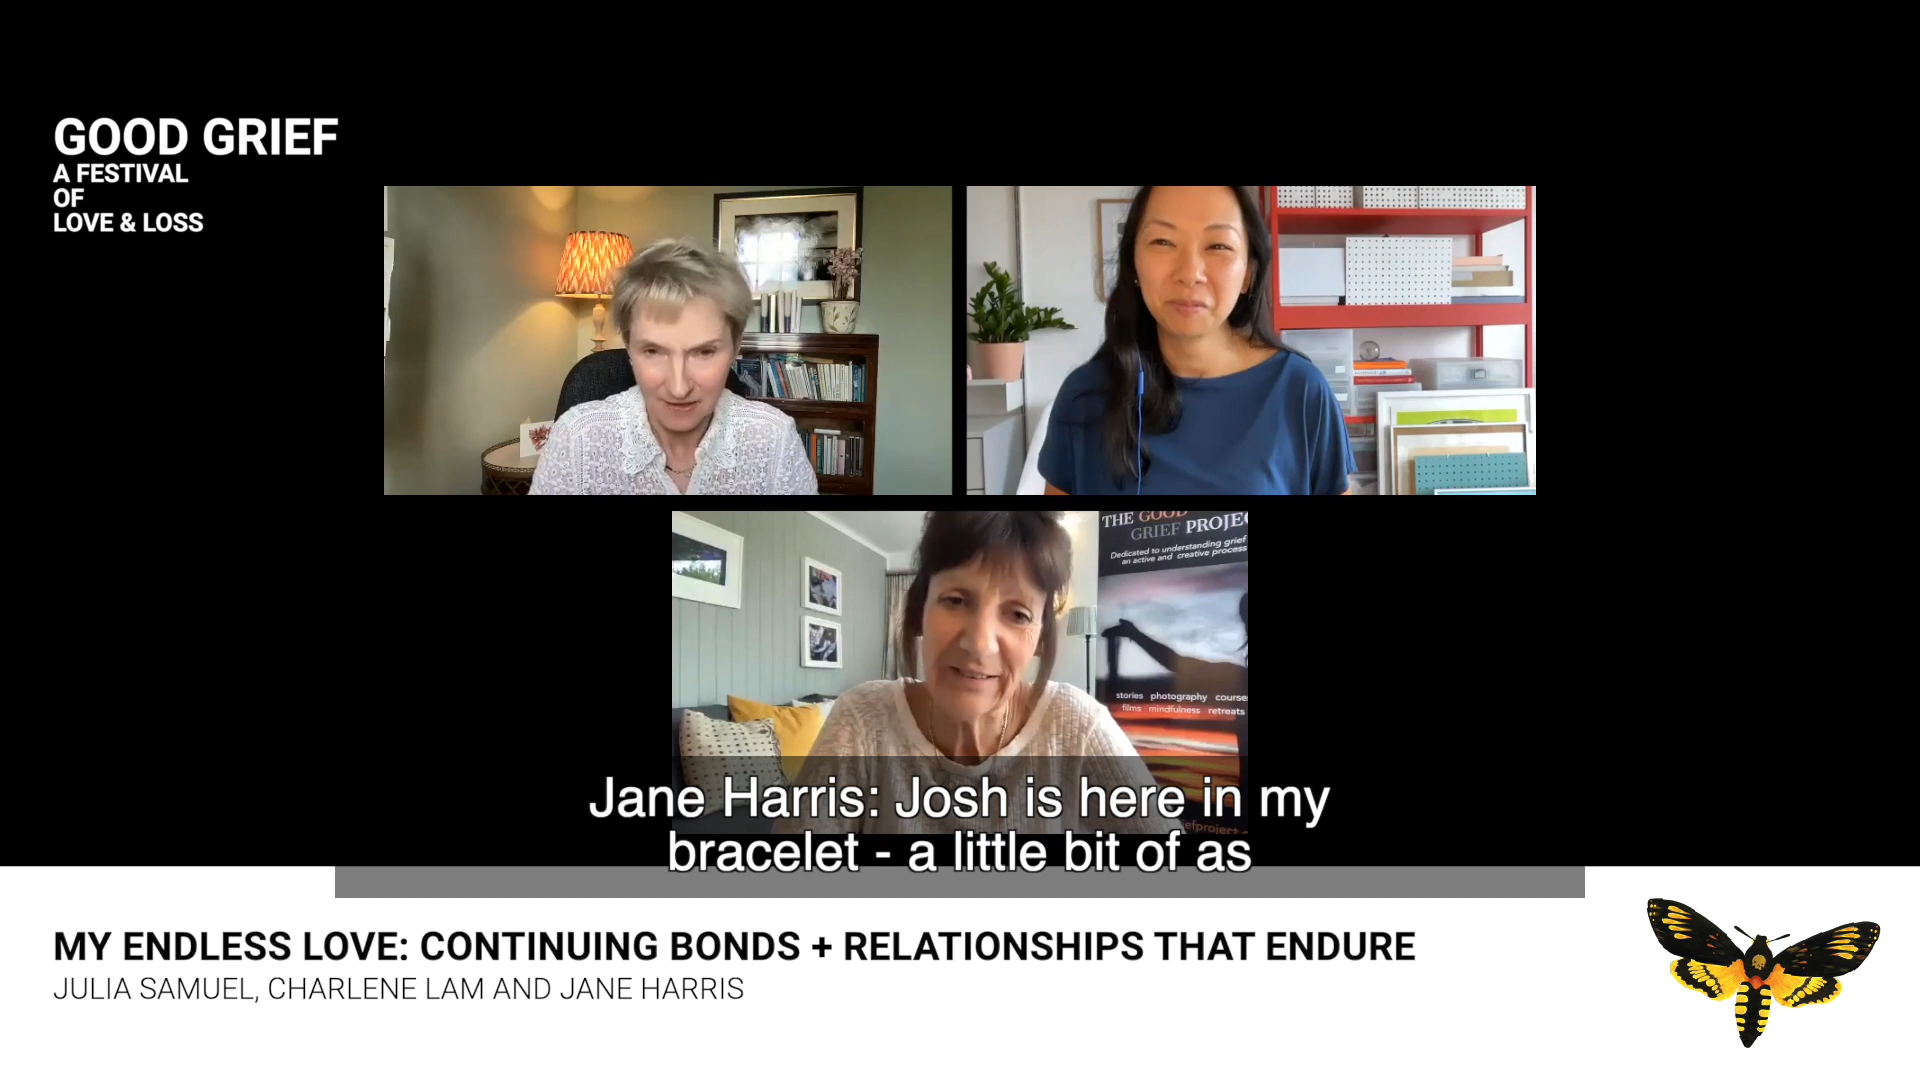 GOOD GRIEF
A FESTIVAL
OF
LOVE & LOSS
THE GOOD
GRIEF PROJEC
Dedicated to understanding grief
an active and creative process
stories photography course
films mindfulness retreats
Jane Harris: Josh is here in my
bracelet - a little bit of as
MY ENDLESS LOVE: CONTINUING BONDS + RELATIONSHIPS THAT ENDURE
JULIA SAMUEL, CHARLENE LAM AND JANE HARRIS